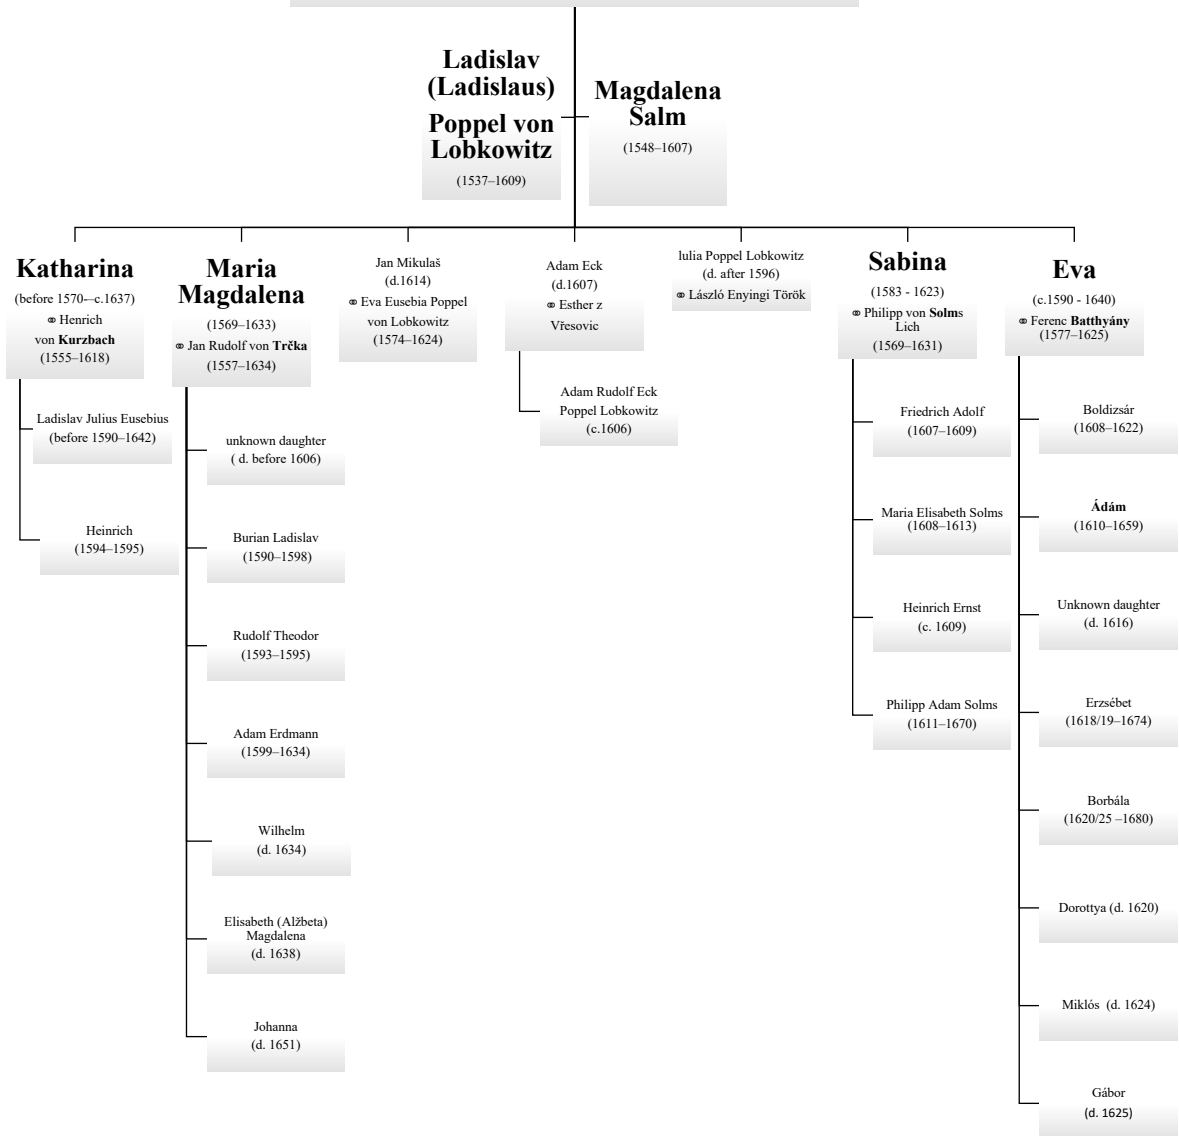 Ladislav
(Ladislaus)
Poppel von
Lobkowitz
(1537–1609)
Magdalena
Salm
(1548–1607)
Katharina
(before 1570-–c.1637)
⚭ Henrich
von Kurzbach
(1555–1618)
Ladislav Julius Eusebius
(before 1590–1642)
Heinrich
(1594–1595)
Maria
Magdalena
(1569–1633)
⚭ Jan Rudolf von Trčka
(1557–1634)
unknown daughter
( d. before 1606)
Burian Ladislav
(1590–1598)
Rudolf Theodor
(1593–1595)
Adam Erdmann
(1599–1634)
Wilhelm
(d. 1634)
Elisabeth (Alžbeta)
Magdalena
(d. 1638)
Johanna
(d. 1651)
Jan Mikulaš
(d.1614)
⚭ Eva Eusebia Poppel
von Lobkowitz
(1574–1624)
Adam Eck
(d.1607)
⚭ Esther z
Vřesovic
Adam Rudolf Eck
Poppel Lobkowitz
(c.1606)
lulia Poppel Lobkowitz
(d. after 1596)
⚭ László Enyingi Török
Sabina
(1583 - 1623)
⚭ Philipp von Solms
Lich
(1569–1631)
Friedrich Adolf
(1607–1609)
Maria Elisabeth Solms
(1608–1613)
Heinrich Ernst
(c. 1609)
Philipp Adam Solms
(1611–1670)
Eva
(c.1590 - 1640)
⚭ Ferenc Batthyány
(1577–1625)
Boldizsár
(1608–1622)
Ádám
(1610–1659)
Unknown daughter
(d. 1616)
Erzsébet
(1618/19–1674)
Borbála
(1620/25 –1680)
Dorottya (d. 1620)
Miklós  (d. 1624)
Gábor
(d. 1625)